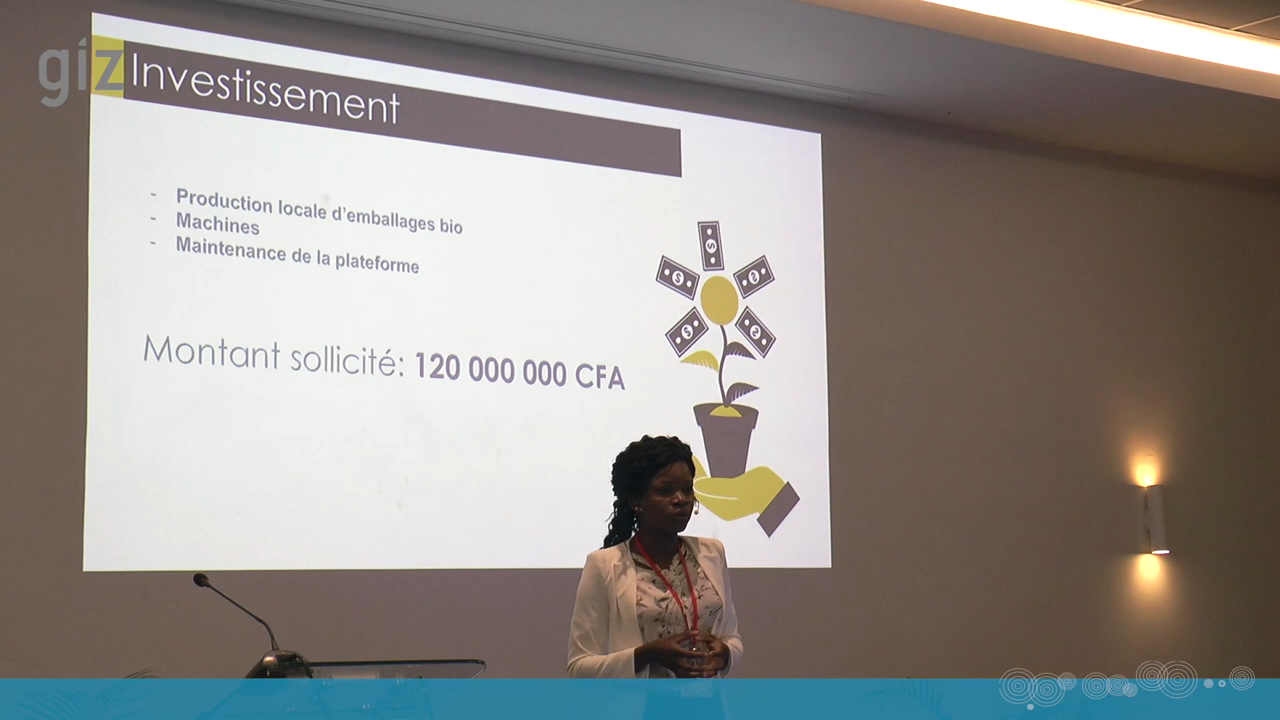 giz
Investissement
- Production locale d'emballages bio
- Machines
- Maintenance de la plateforme
Montant sollicité: 120 000 000 CFA